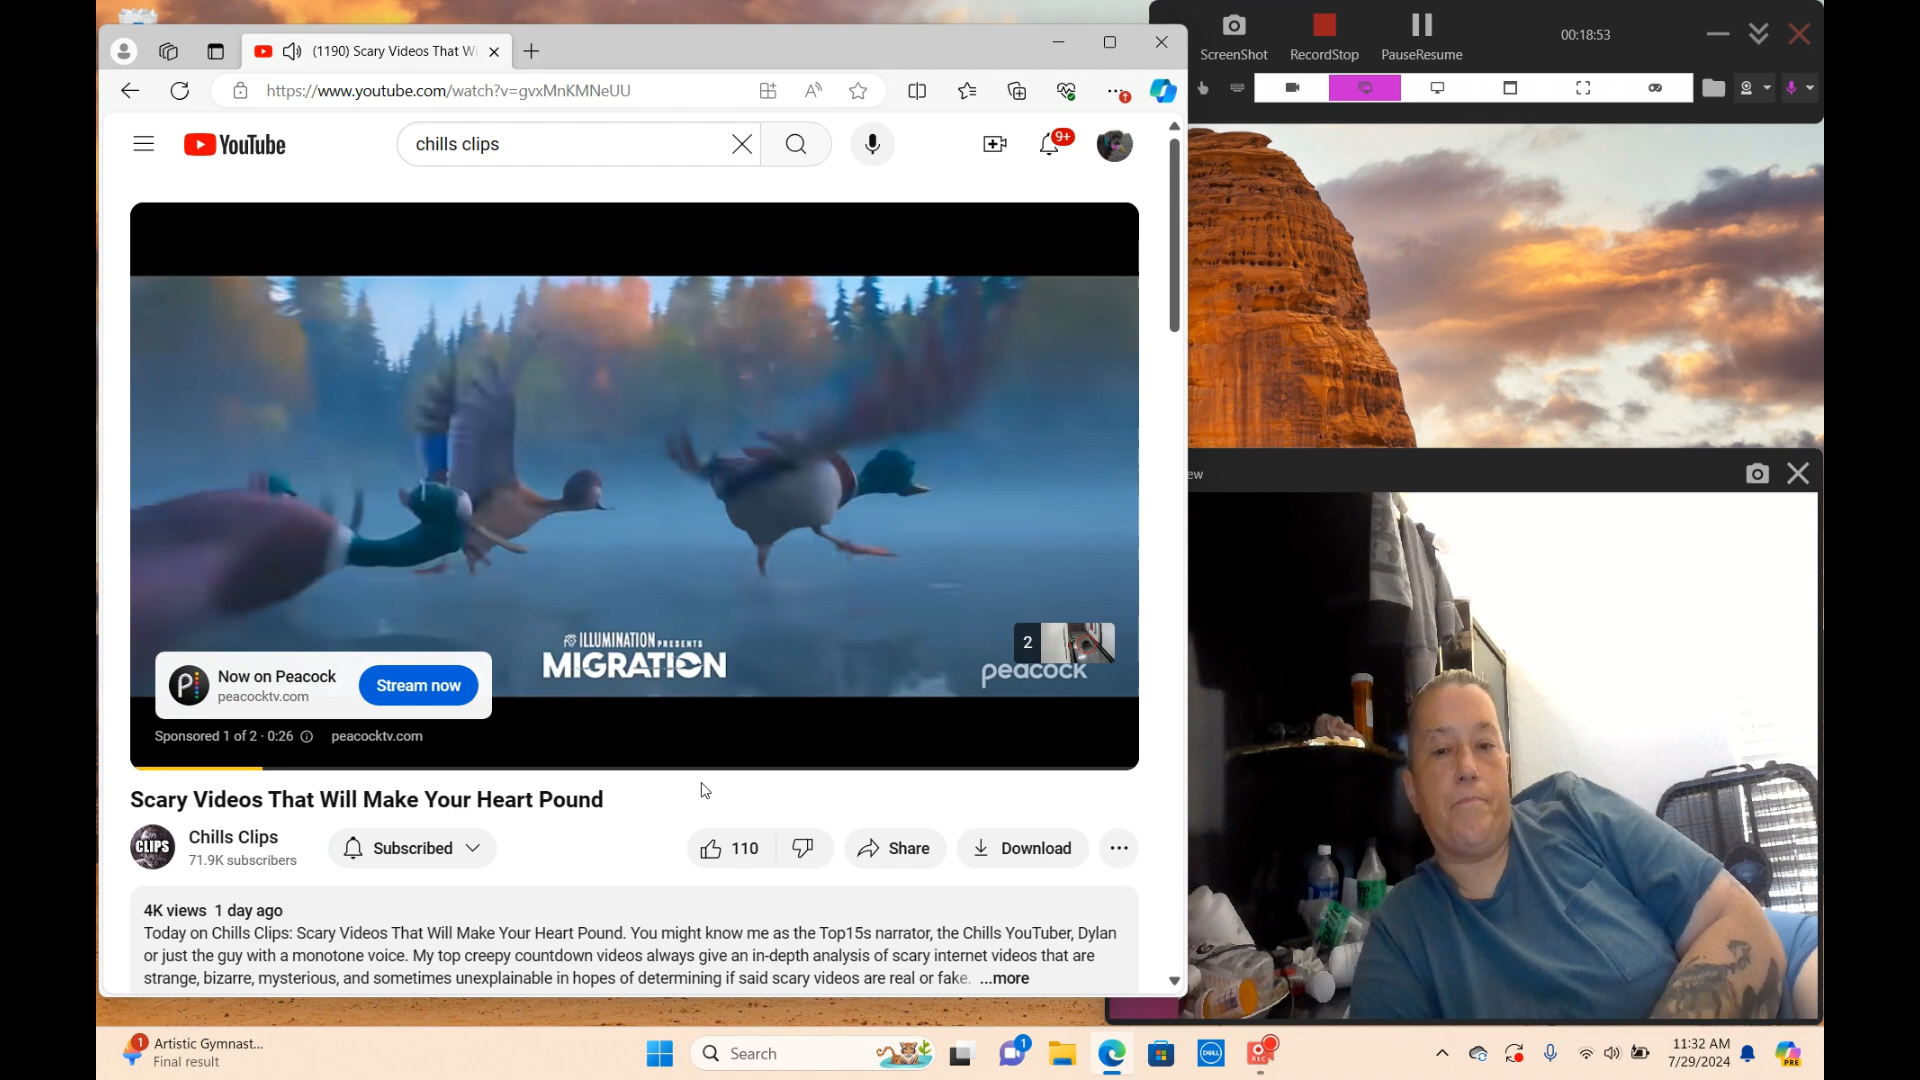 (1190) Scary Videos That Wi
https://www.youtube.com/watch?v=gvxMnKMNeUU
YouTube
chills clips
9+
ILLUMINATION PRESENTS
MIGRATION
peacock
2
Now on Peacock
peacocktv.com
Stream now
Sponsored 1 of 2 · 0:26
peacocktv.com
Scary Videos That Will Make Your Heart Pound
CLIPS
Chills Clips
71.9K subscribers
Subscribed
110
Share
Download
4K views 1 day ago
Today on Chills Clips: Scary Videos That Will Make Your Heart Pound. You might know me as the Top15s narrator, the Chills YouTuber, Dylan
or just the guy with a monotone voice. My top creepy countdown videos always give an in-depth analysis of scary internet videos that are
strange, bizarre, mysterious, and sometimes unexplainable in hopes of determining if said scary videos are real or fake. ...more
ScreenShot
RecordStop
PauseResume
00:18:53
ew
1
Artistic Gymnast...
Final result
Search
1
DELL
REC
11:32 AM
7/29/2024
PRE